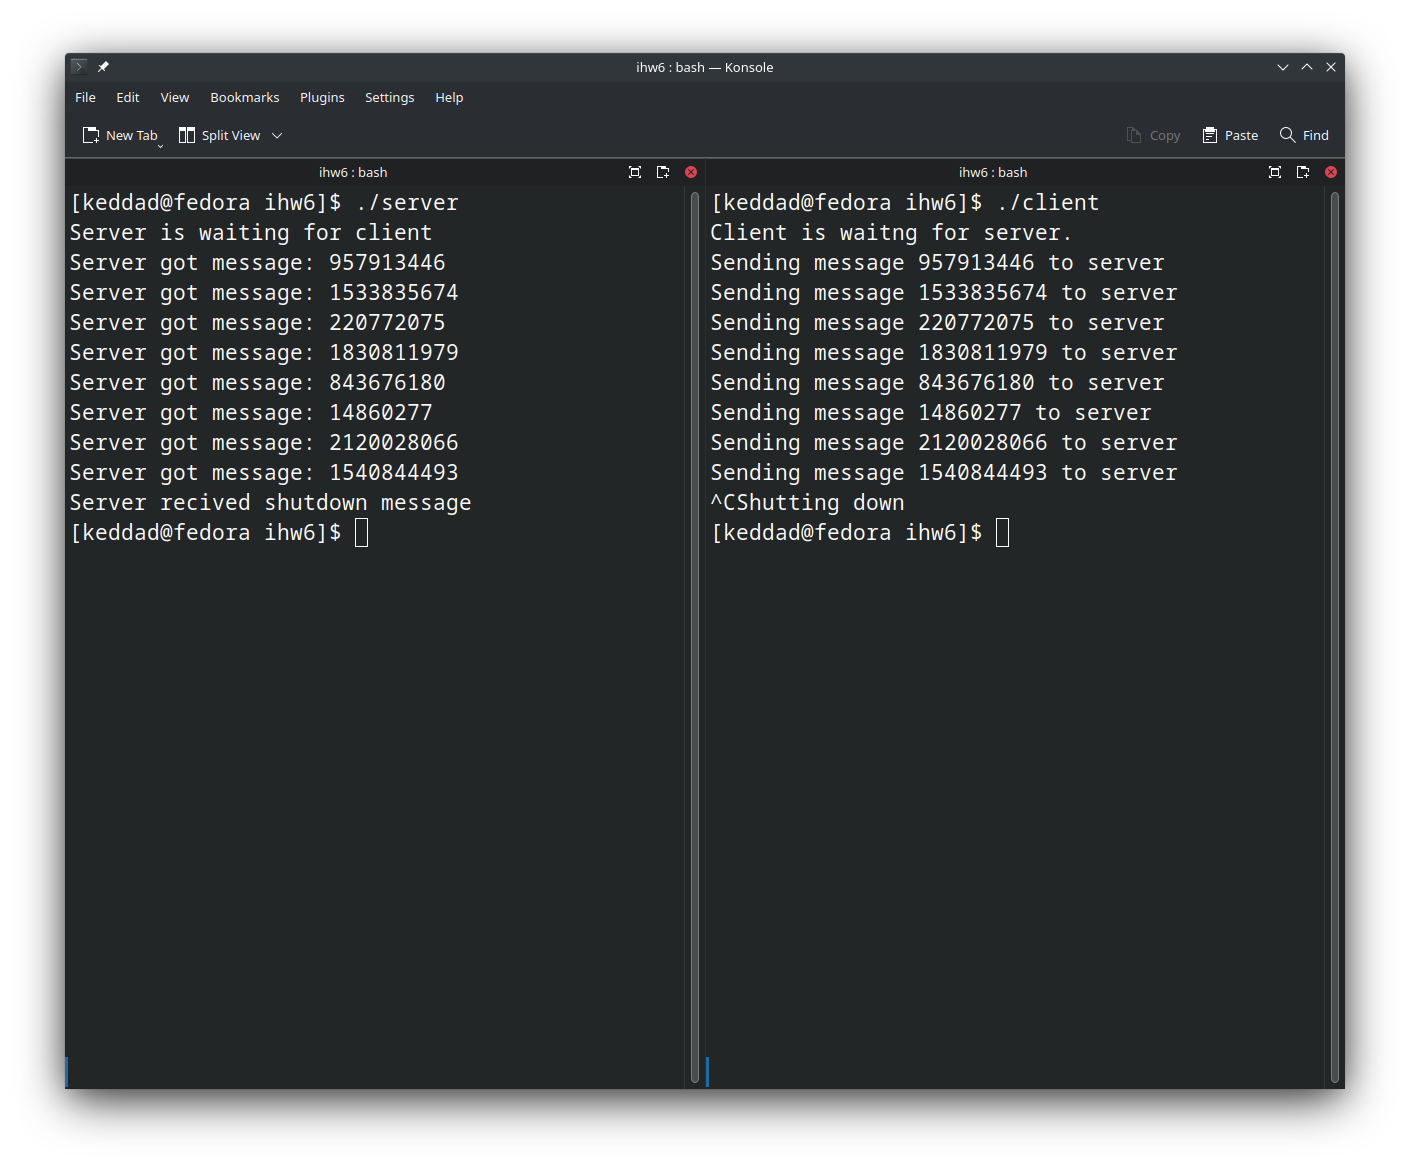 ihw6 : bash — Konsole
File Edit View Bookmarks Plugins Settings Help
New Tab Split View Copy Paste Find
ihw6 : bash
[keddad@fedora ihw6]$ ./server
Server is waiting for client
Server got message: 957913446
Server got message: 1533835674
Server got message: 220772075
Server got message: 1830811979
Server got message: 843676180
Server got message: 14860277
Server got message: 2120028066
Server got message: 1540844493
Server recived shutdown message
[keddad@fedora ihw6]$
ihw6 : bash
[keddad@fedora ihw6]$ ./client
Client is waitng for server.
Sending message 957913446 to server
Sending message 1533835674 to server
Sending message 220772075 to server
Sending message 1830811979 to server
Sending message 843676180 to server
Sending message 14860277 to server
Sending message 2120028066 to server
Sending message 1540844493 to server
^CShutting down
[keddad@fedora ihw6]$